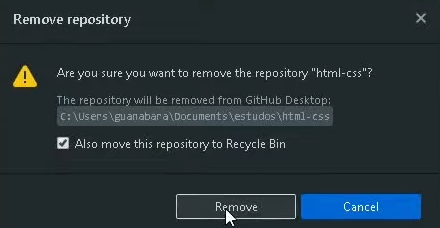 Remove repository
Are you sure you want to remove the repository "html-css"?
The repository will be removed from GitHub Desktop:
C:\Users\guanabara\Documents\estudos\html-css
Also move this repository to Recycle Bin
Remove
Cancel